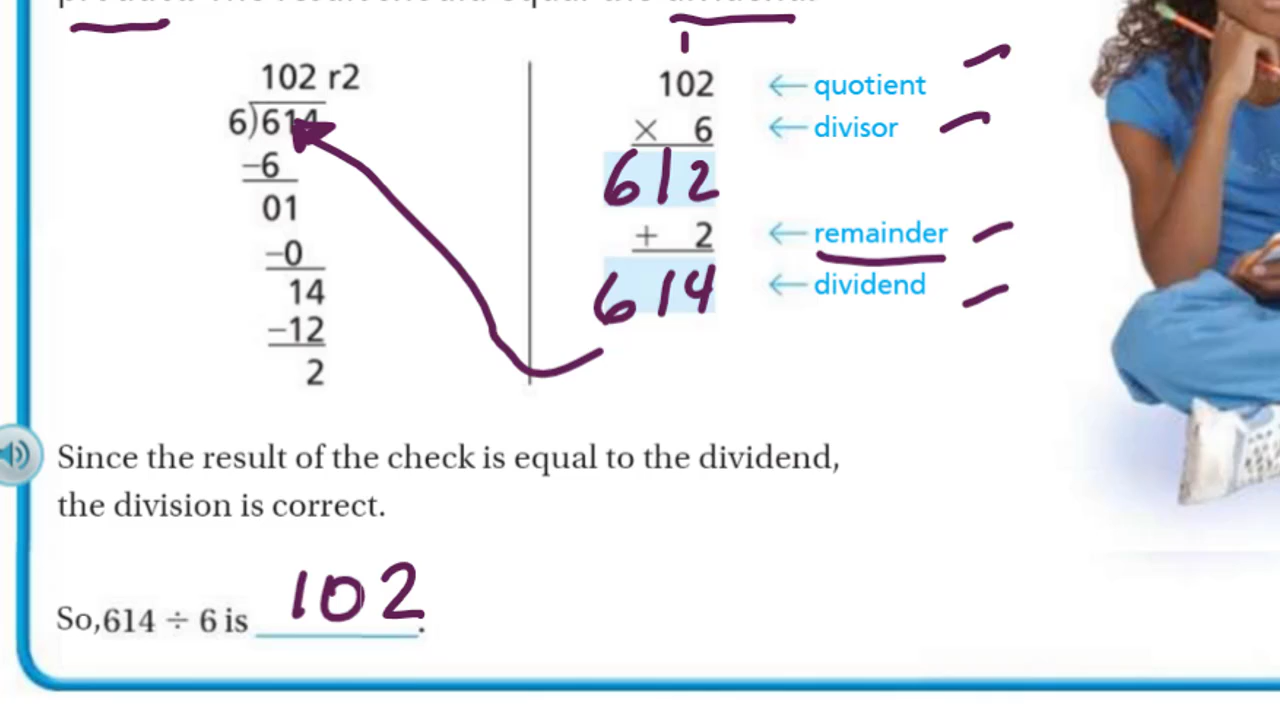 102 r2
6)614
−6
01
−0
14
−12
2
102 ← quotient
× 6 ← divisor
612
+ 2 ← remainder
614 ← dividend
Since the result of the check is equal to the dividend,
the division is correct.
So,614 ÷ 6 is 102.